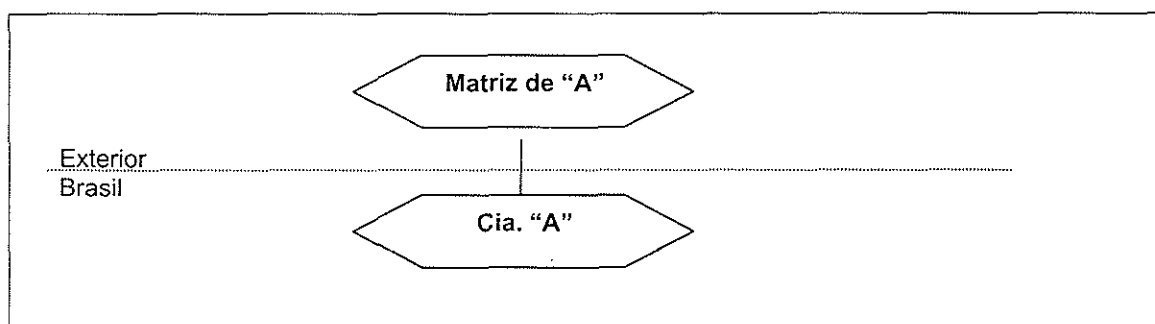 Matriz de “A”
Exterior
Brasil
Cia. “A”